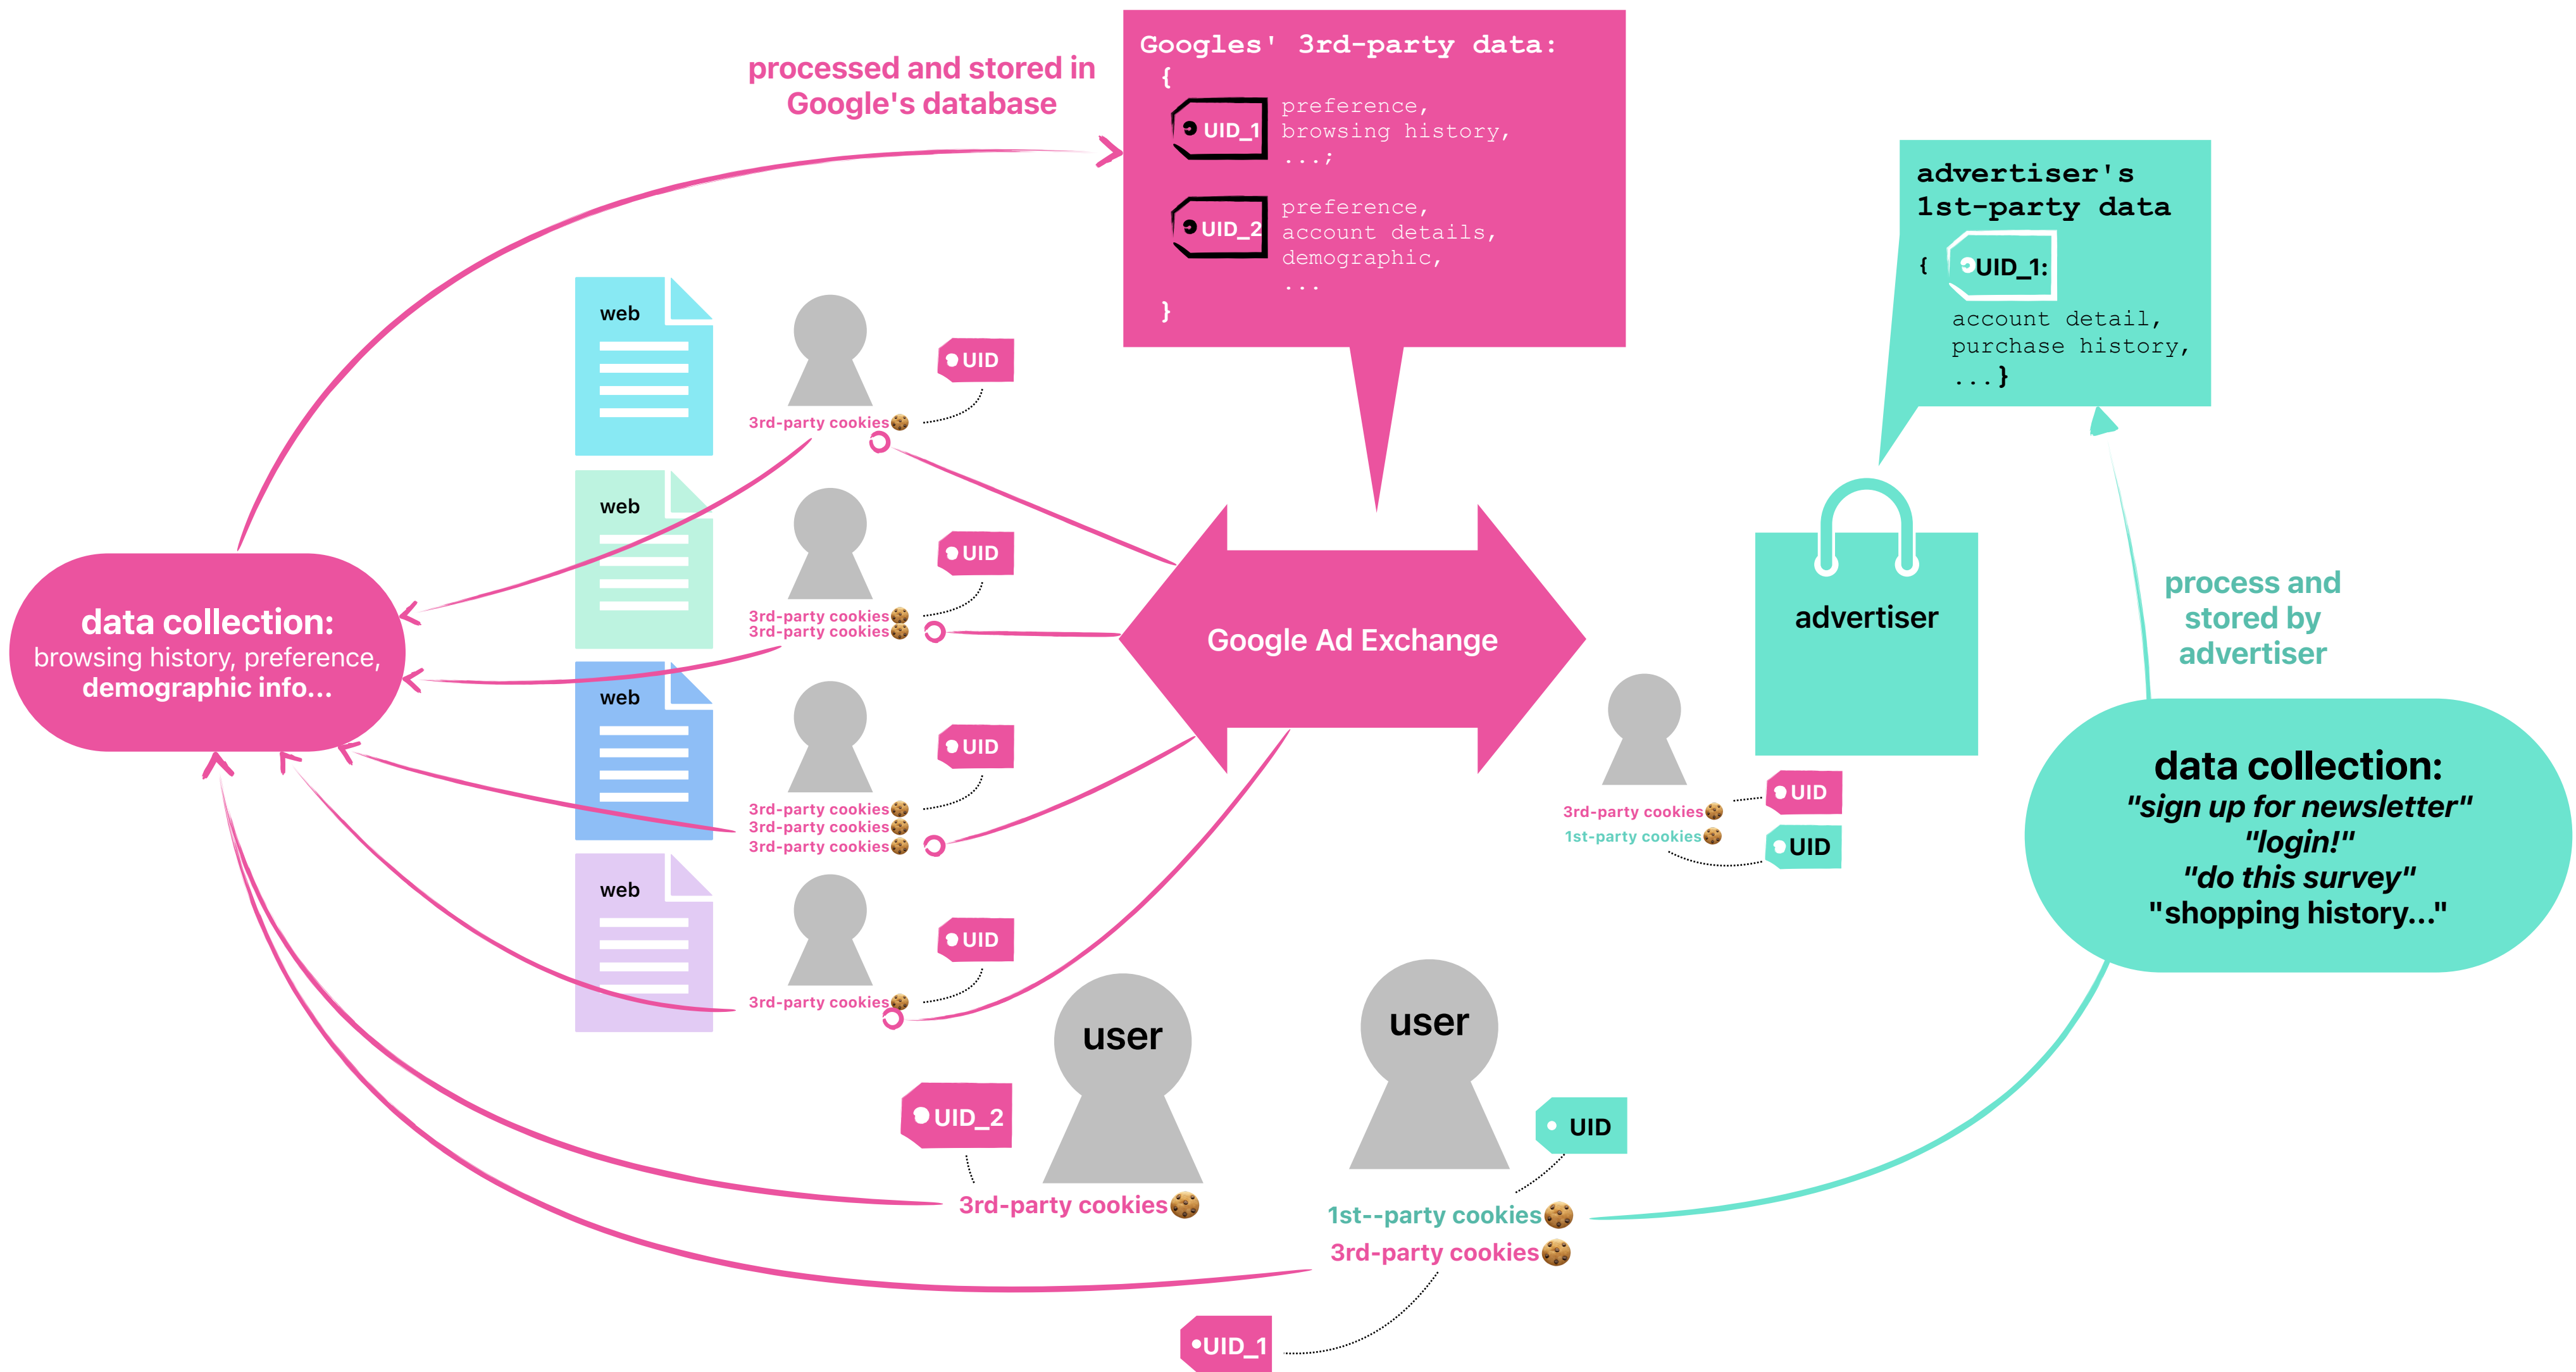 processed and stored in
Google's database
Googles' 3rd-party data:
{
UID_1
preference,
browsing history,
...;
UID_2
preference,
account details,
demographic,
...
}
advertiser's
1st-party data
{
UID_1:
account detail,
purchase history,
...}
web
UID
3rd-party cookies
web
UID
3rd-party cookies
3rd-party cookies
web
UID
3rd-party cookies
3rd-party cookies
3rd-party cookies
web
UID
3rd-party cookies
data collection:
browsing history, preference,
demographic info...
Google Ad Exchange
advertiser
process and
stored by
advertiser
3rd-party cookies
UID
1st-party cookies
UID
data collection:
"sign up for newsletter"
"login!"
"do this survey"
"shopping history..."
user
UID_2
3rd-party cookies
user
UID
1st--party cookies
3rd-party cookies
UID_1